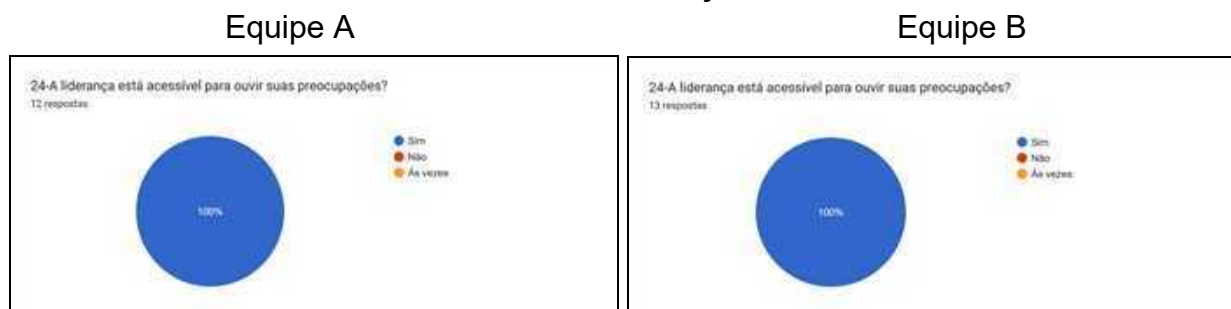 Equipe A
24-A liderança está acessível para ouvir suas preocupações?
12 respostas
100%
Sim
Não
Às vezes
Equipe B
24-A liderança está acessível para ouvir suas preocupações?
13 respostas
100%
Sim
Não
Às vezes